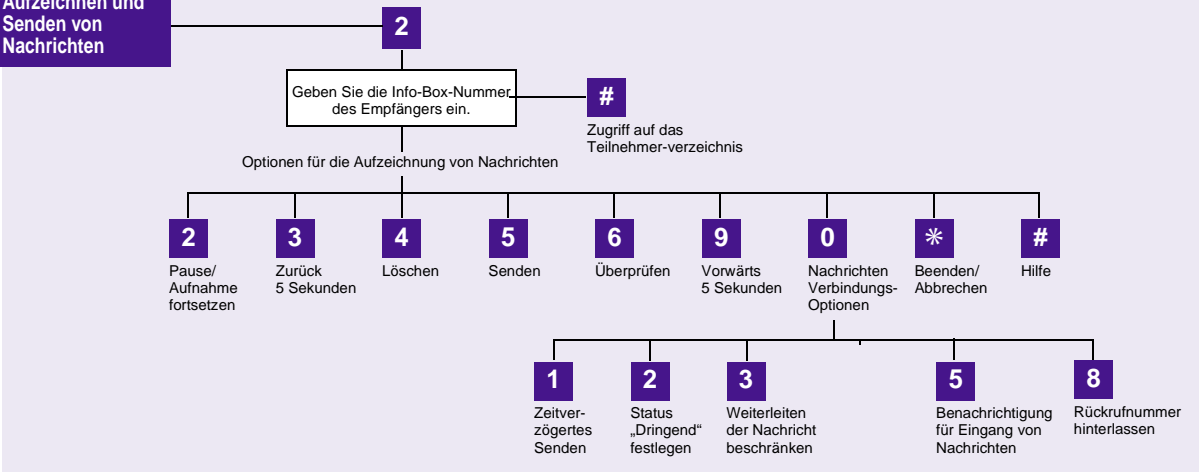 Aufzeichnen und
Senden von
Nachrichten
2
Geben Sie die Info-Box-Nummer
des Empfängers ein.
#
Zugriff auf das
Teilnehmer-verzeichnis
Optionen für die Aufzeichnung von Nachrichten
2
Pause/
Aufnahme
fortsetzen
3
Zurück
5 Sekunden
4
Löschen
5
Senden
6
Überprüfen
9
Vorwärts
5 Sekunden
0
Nachrichten
Verbindungs-
Optionen
*
Beenden/
Abbrechen
#
Hilfe
1
Zeitver-
zögertes
Senden
2
Status
„Dringend“
festlegen
3
Weiterleiten
der Nachricht
beschränken
5
Benachrichtigung
für Eingang von
Nachrichten
8
Rückrufnummer
hinterlassen